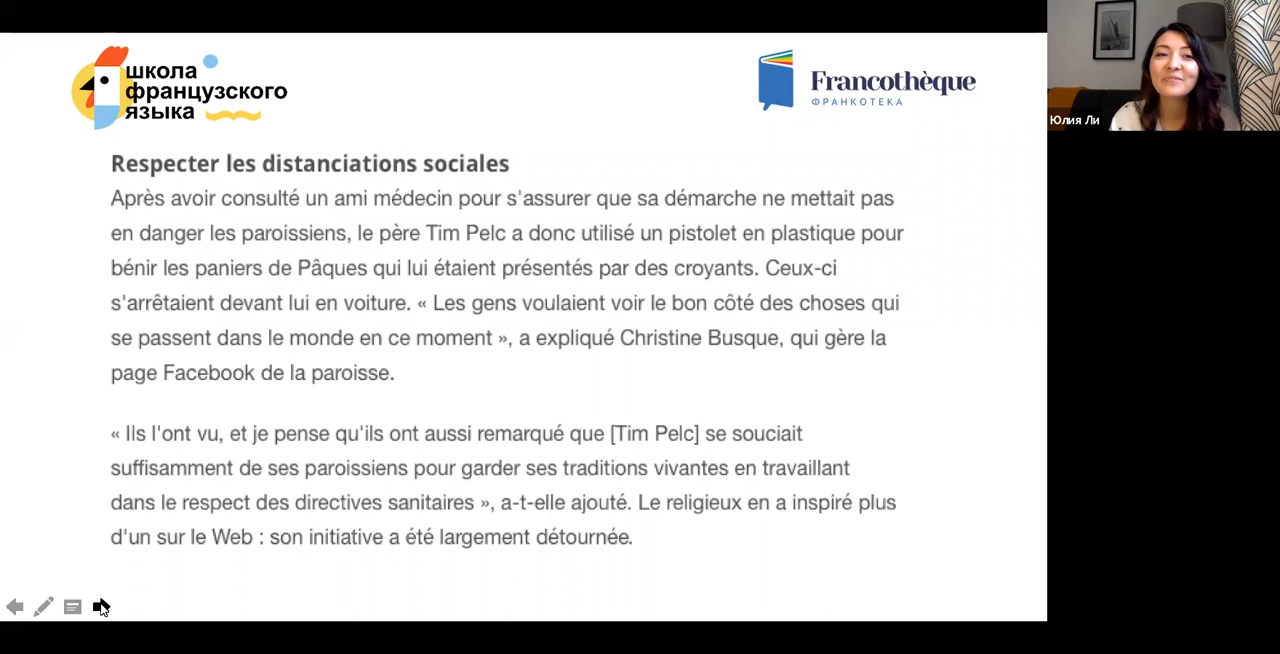 школа
французского
языка
Francothèque
ФРАНКОТЕКА
Юлия Ли
Respecter les distanciations sociales
Après avoir consulté un ami médecin pour s'assurer que sa démarche ne mettait pas
en danger les paroissiens, le père Tim Pelc a donc utilisé un pistolet en plastique pour
bénir les paniers de Pâques qui lui étaient présentés par des croyants. Ceux-ci
s'arrêtaient devant lui en voiture. « Les gens voulaient voir le bon côté des choses qui
se passent dans le monde en ce moment », a expliqué Christine Busque, qui gère la
page Facebook de la paroisse.
« Ils l'ont vu, et je pense qu'ils ont aussi remarqué que [Tim Pelc] se souciait
suffisamment de ses paroissiens pour garder ses traditions vivantes en travaillant
dans le respect des directives sanitaires », a-t-elle ajouté. Le religieux en a inspiré plus
d'un sur le Web : son initiative a été largement détournée.